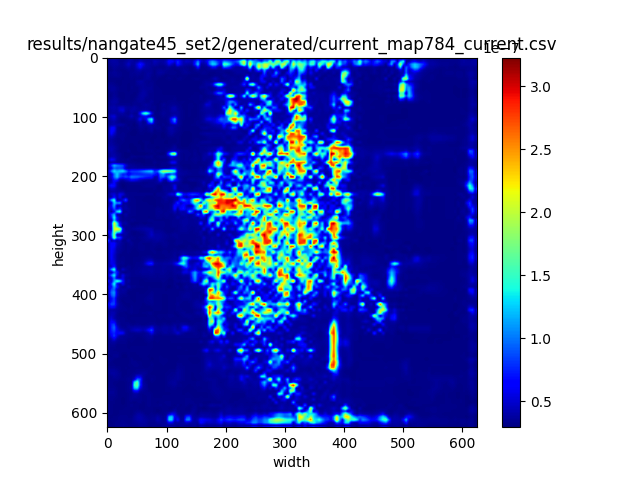 results/nangate45_set2/generated/current_map784_current.csv
1e−7
0
100
200
300
400
500
600
height
0 100 200 300 400 500 600
width
3.0
2.5
2.0
1.5
1.0
0.5